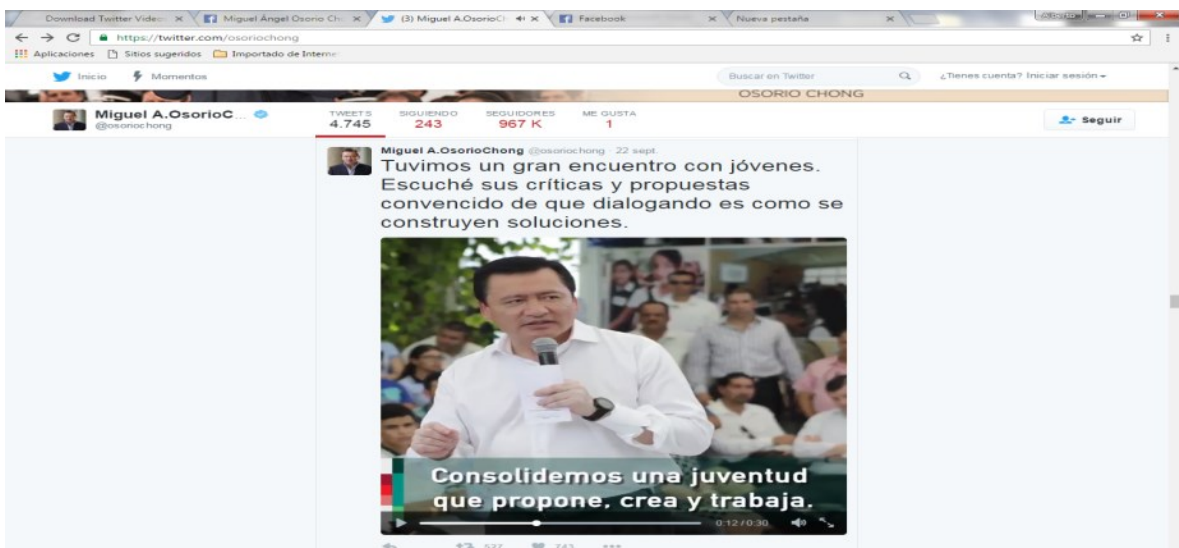 Download Twitter Video
Miguel Ángel Osorio Ch
(3) Miguel A.OsorioC
Facebook
Nueva pestaña
https://twitter.com/osoriochong
Aplicaciones
Sitios sugeridos
Importado de Interne
Inicio
Momentos
Buscar en Twitter
¿Tienes cuenta? Iniciar sesión
OSORIO CHONG
Miguel A.OsorioC...
@osoriochong
TWEETS
4.745
SIGUIENDO
243
SEGUIDORES
967 K
ME GUSTA
1
Seguir
Miguel A.OsorioChong @osoriochong · 22 sept.
Tuvimos un gran encuentro con jóvenes.
Escuché sus críticas y propuestas
convencido de que dialogando es como se
construyen soluciones.
Consolidemos una juventud
que propone, crea y trabaja.
0:12/0:30
537
743